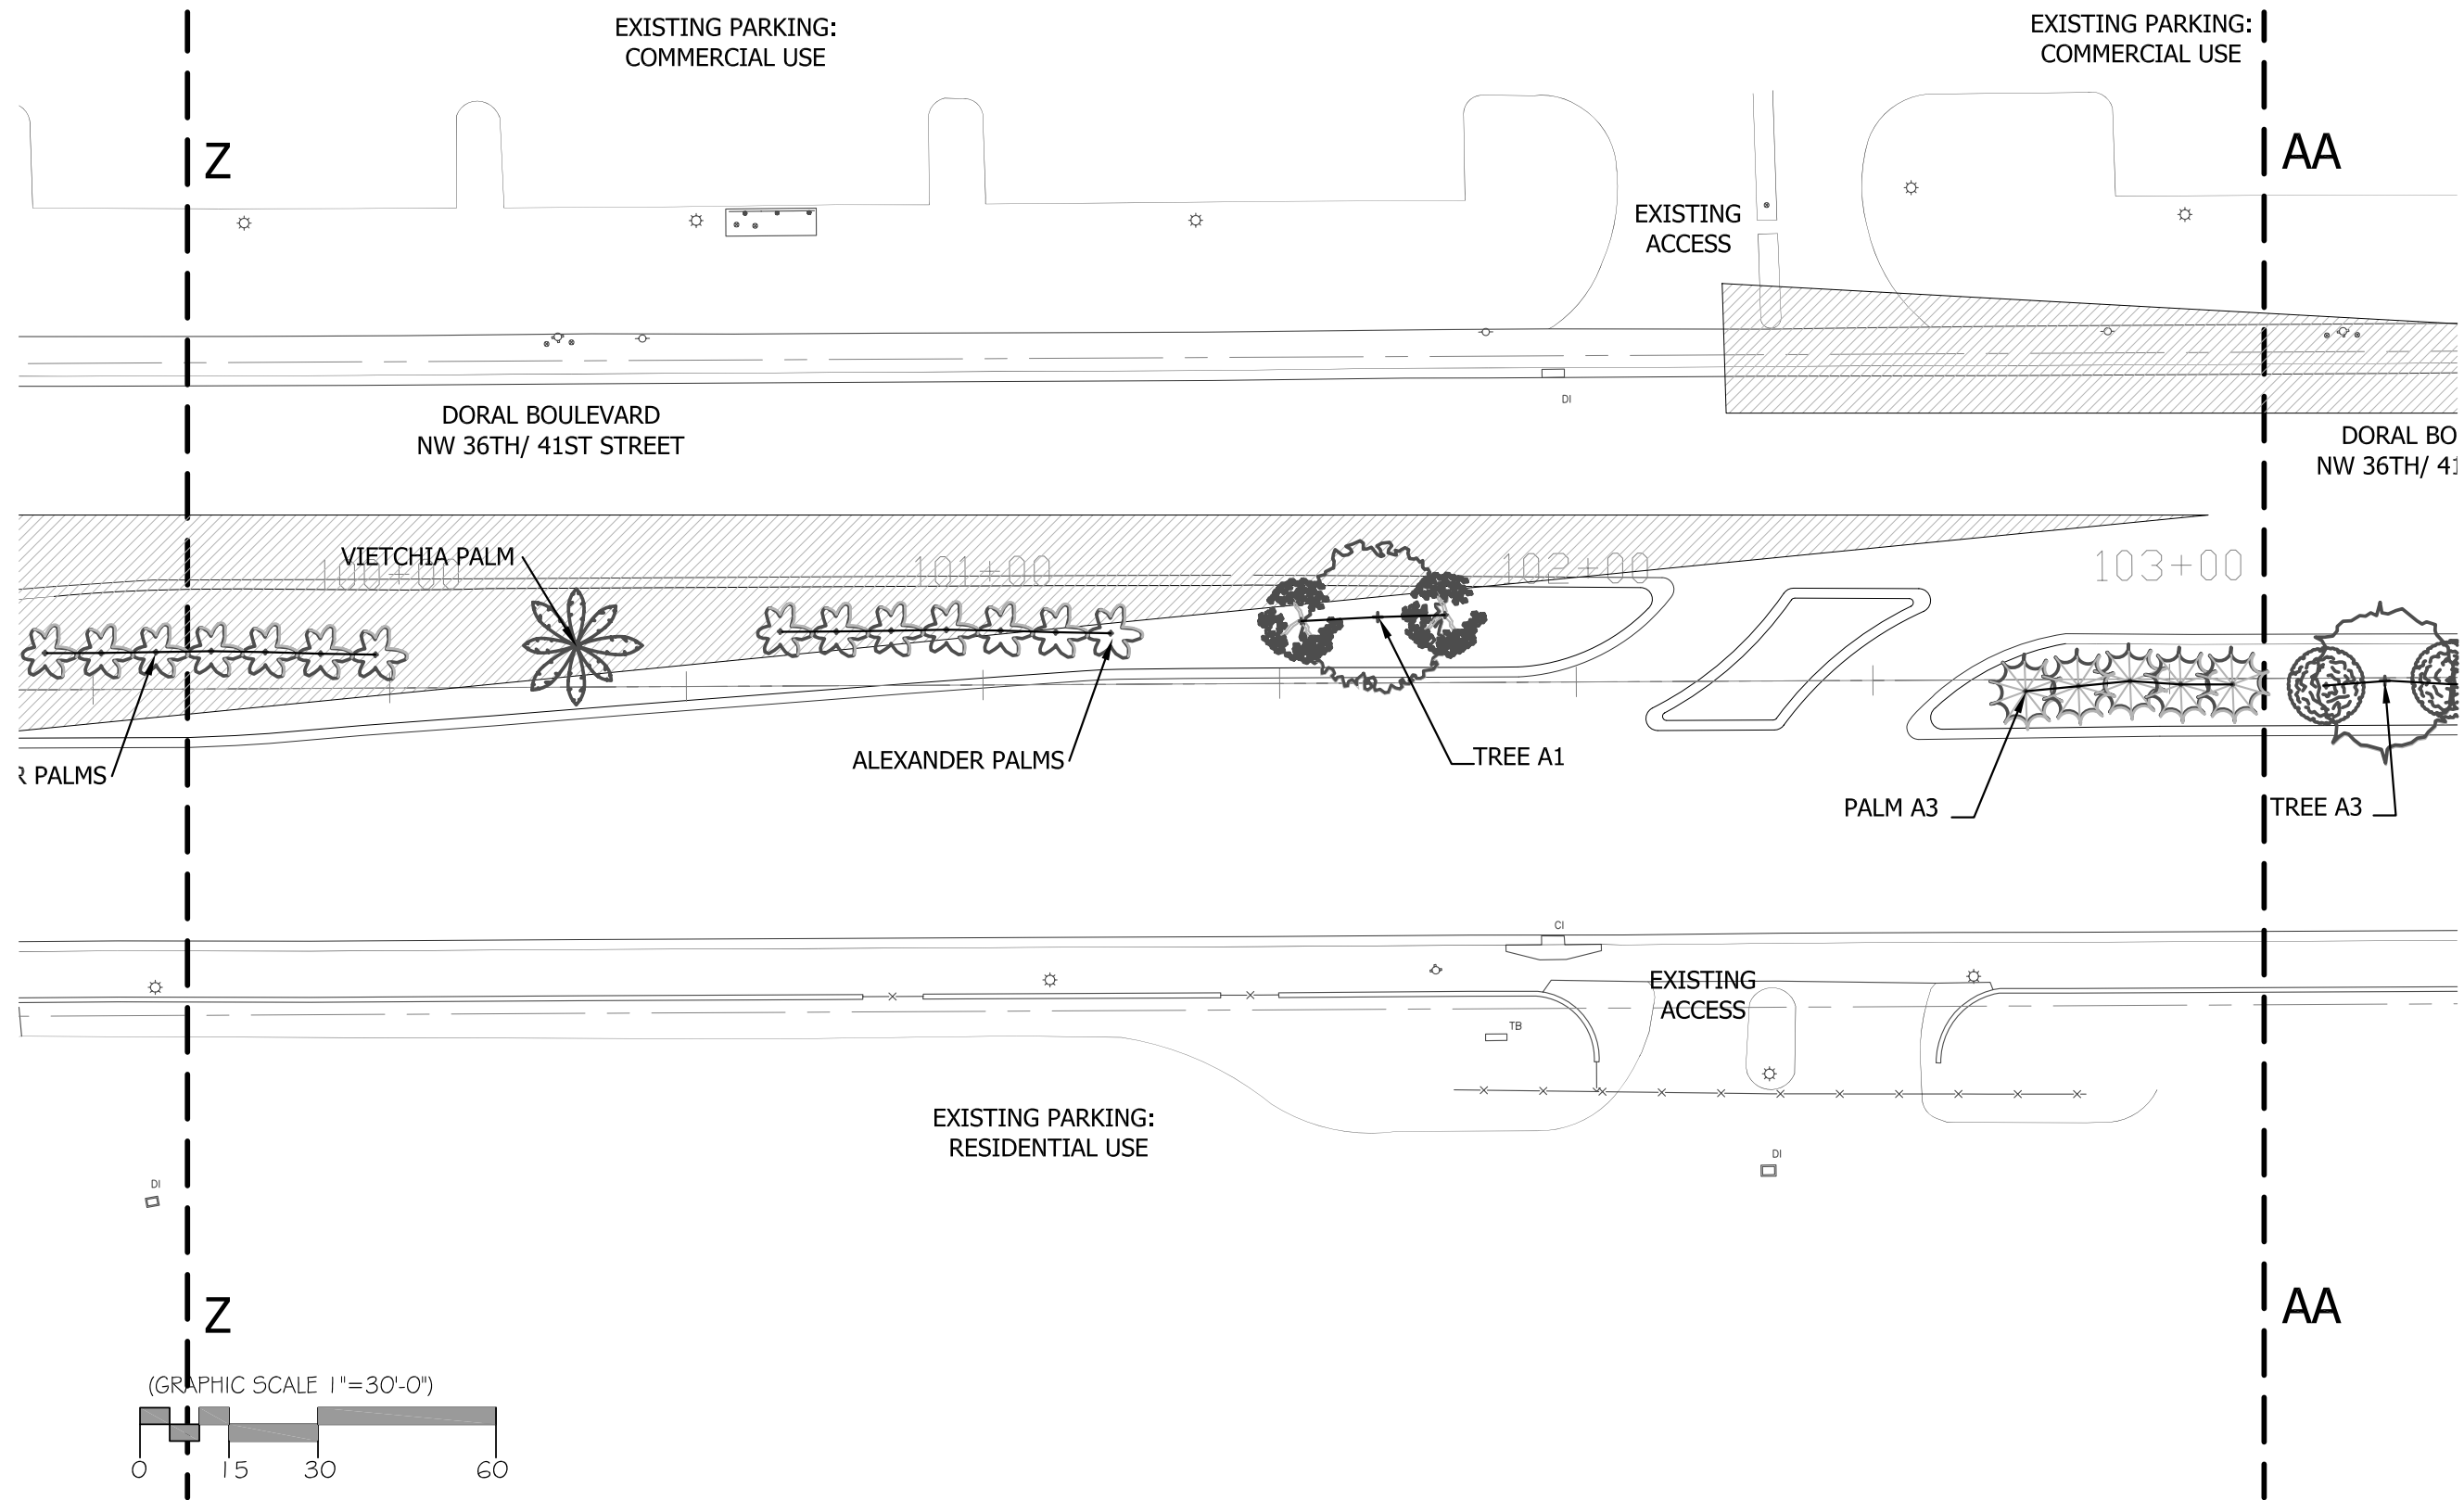 EXISTING PARKING:
COMMERCIAL USE
EXISTING PARKING:
COMMERCIAL USE
Z
AA
EXISTING
ACCESS
DI
DORAL BOULEVARD
NW 36TH/ 41ST STREET
DORAL BO
NW 36TH/ 41
VIETCHIA PALM
100+00
101+00
102+00
103+00
R PALMS
ALEXANDER PALMS
TREE A1
PALM A3
TREE A3
CI
EXISTING
ACCESS
TB
EXISTING PARKING:
RESIDENTIAL USE
DI
DI
Z
AA
(GRAPHIC SCALE 1"=30'-0")
0 15 30 60